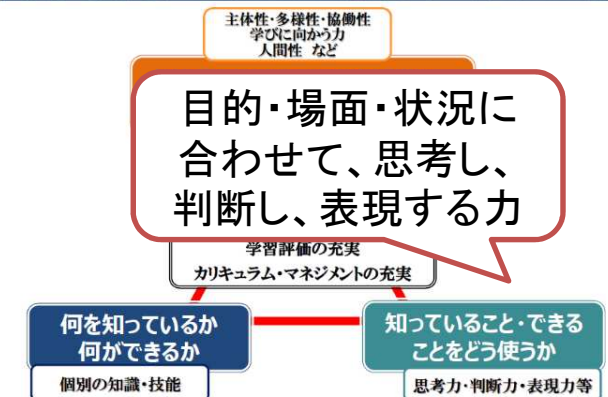 主体性・多様性・協働性
学びに向かう力
人間性 など
目的・場面・状況に
合わせて、思考し、
判断し、表現する力
学習評価の充実
カリキュラム・マネジメントの充実
何を知っているか
何ができるか
個別の知識・技能
知っていること・できる
ことをどう使うか
思考力・判断力・表現力等